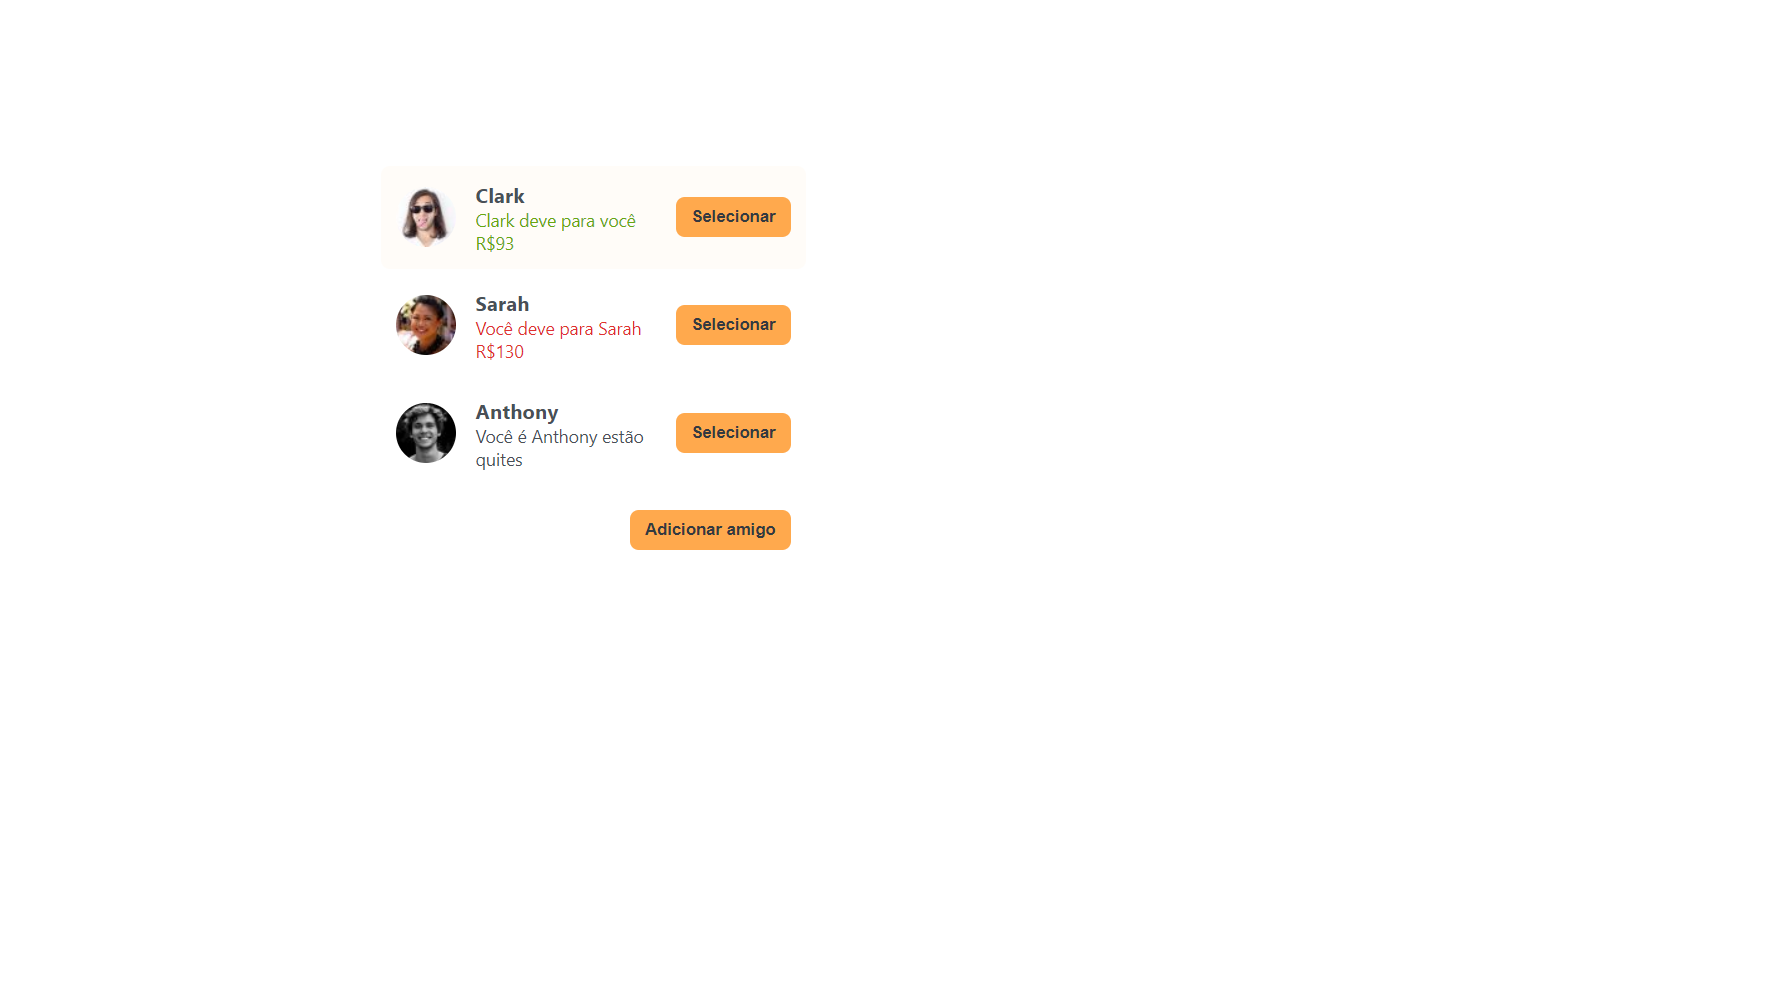 Clark
Clark deve para você
R$93
Selecionar
Sarah
Você deve para Sarah
R$130
Selecionar
Anthony
Você é Anthony estão
quites
Selecionar
Adicionar amigo